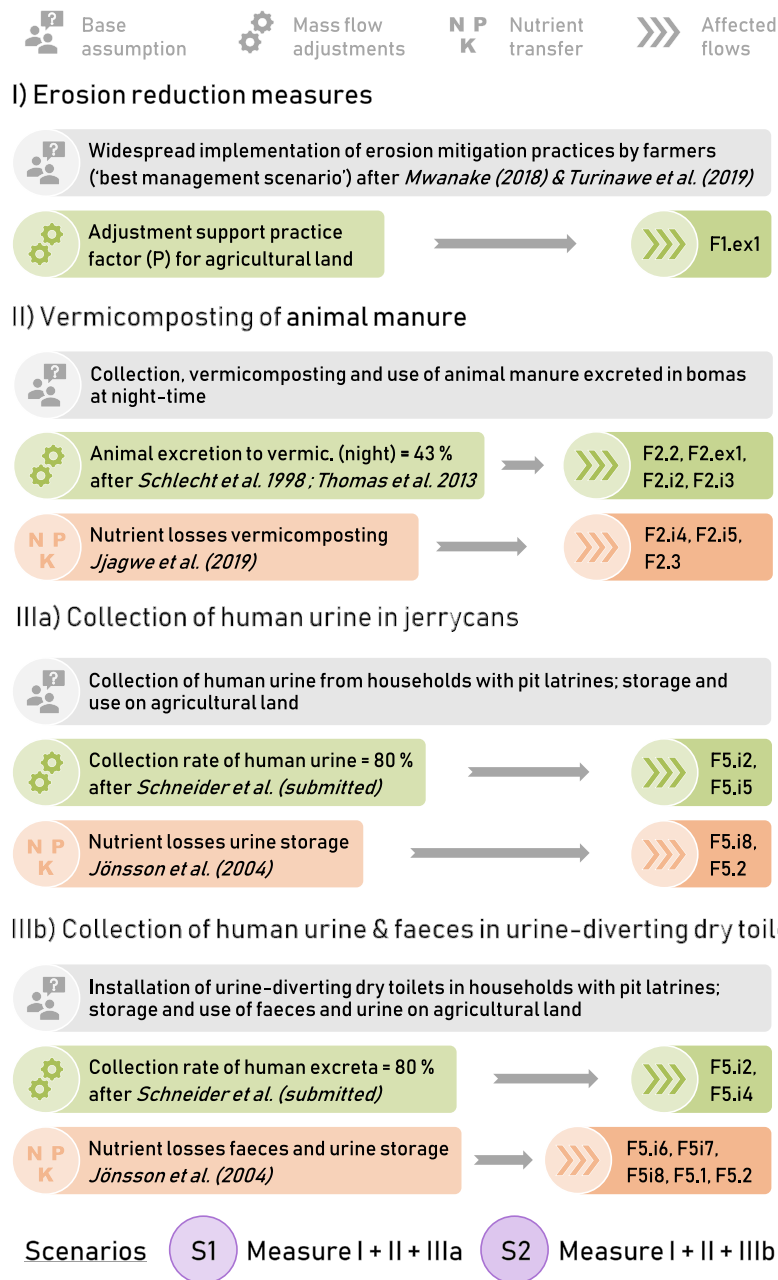 Base assumption
Mass flow adjustments
N P K
Nutrient transfer
Affected flows
I) Erosion reduction measures
Widespread implementation of erosion mitigation practices by farmers
(‘best management scenario’) after Mwanake (2018) & Turinawe et al. (2019)
Adjustment support practice
factor (P) for agricultural land
F1.ex1
II) Vermicomposting of animal manure
Collection, vermicomposting and use of animal manure excreted in bomas
at night-time
Animal excretion to vermic. (night) = 43 %
after Schlecht et al. 1998 ; Thomas et al. 2013
F2.2, F2.ex1,
F2.i2, F2.i3
N P
K
Nutrient losses vermicomposting
Jjagwe et al. (2019)
F2.i4, F2.i5,
F2.3
IIIa) Collection of human urine in jerrycans
Collection of human urine from households with pit latrines; storage and
use on agricultural land
Collection rate of human urine = 80 %
after Schneider et al. (submitted)
F5.i2,
F5.i5
N P
K
Nutrient losses urine storage
Jönsson et al. (2004)
F5.i8,
F5.2
IIIb) Collection of human urine & faeces in urine-diverting dry toil
Installation of urine-diverting dry toilets in households with pit latrines;
storage and use of faeces and urine on agricultural land
Collection rate of human excreta = 80 %
after Schneider et al. (submitted)
F5.i2,
F5.i4
N P
K
Nutrient losses faeces and urine storage
Jönsson et al. (2004)
F5.i6, F5i7,
F5i8, F5.1, F5.2
Scenarios S1 Measure I + II + IIIa S2 Measure I + II + IIIb